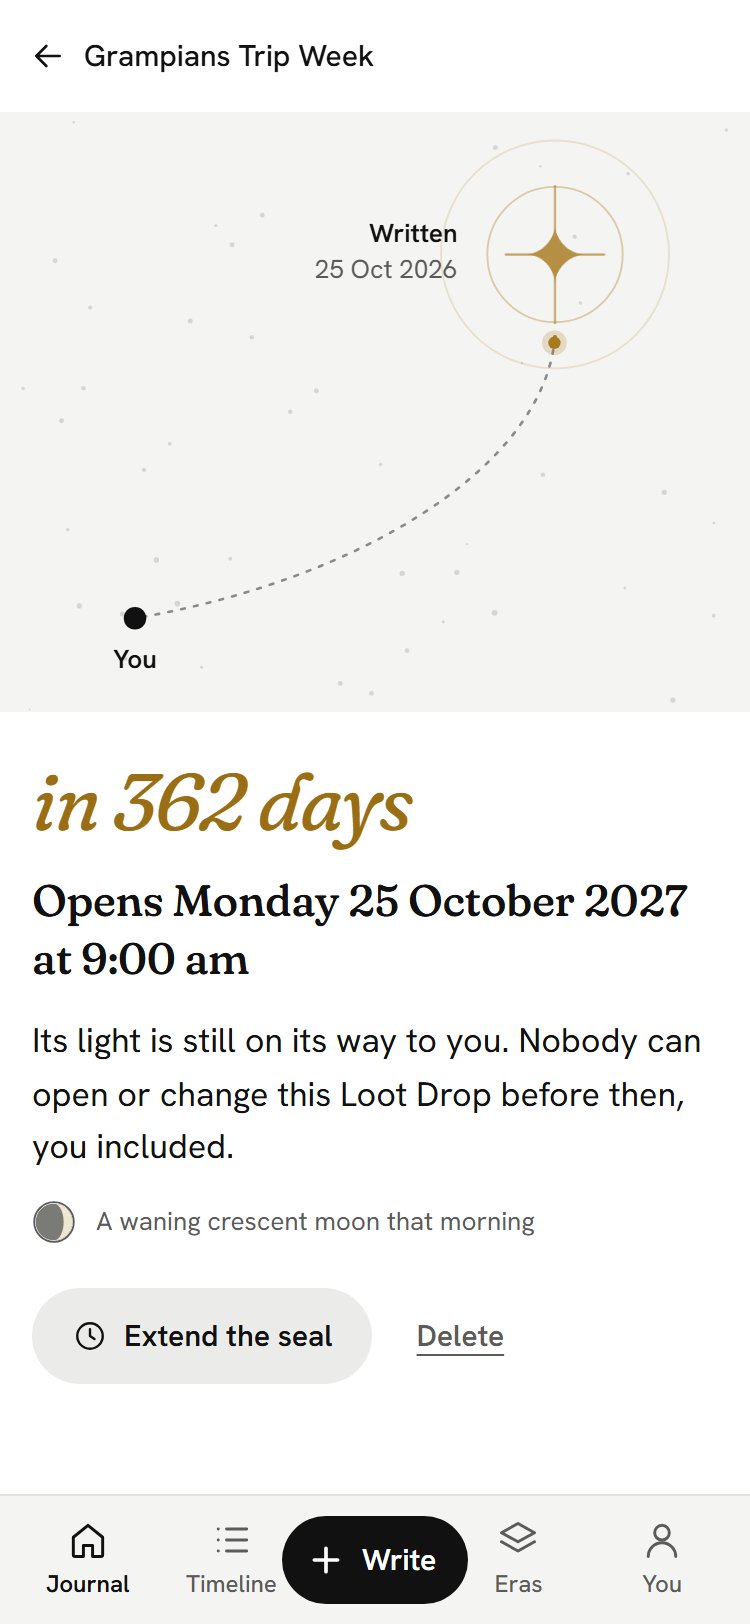 Grampians Trip Week
Written
25 Oct 2026
You
in 362 days
Opens Monday 25 October 2027
at 9:00 am
Its light is still on its way to you. Nobody can
open or change this Loot Drop before then,
you included.
A waning crescent moon that morning
Extend the seal
Delete
Journal
Timeline
Write
Eras
You